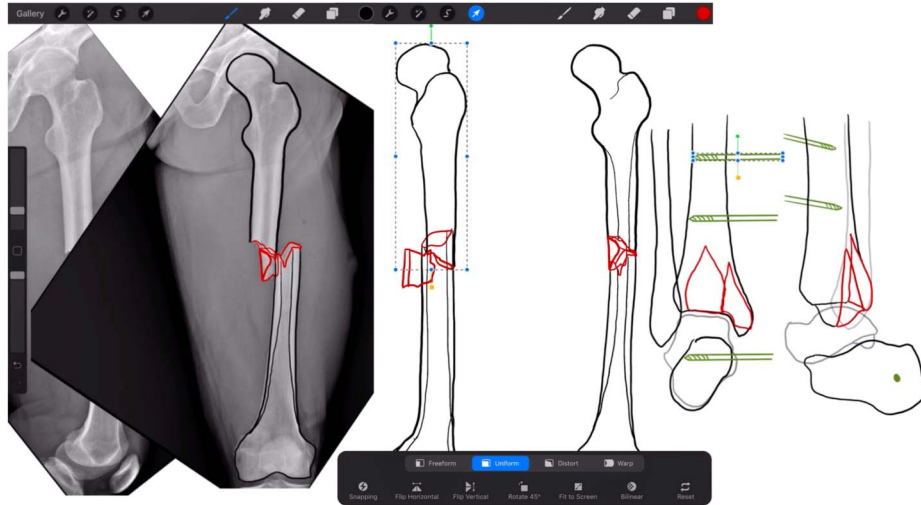 Gallery
Freeform Uniform Distort Warp
Snapping Flip Horizontal Flip Vertical Rotate 45° Fit to Screen Bilinear Reset